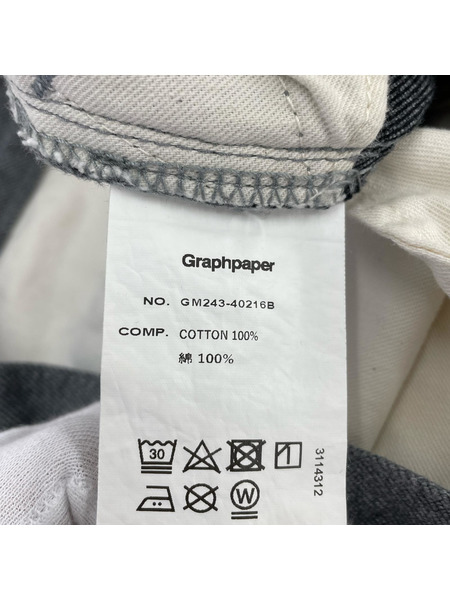 Graphpaper
NO. GM243-40216B
COMP. COTTON 100%
綿 100%
30
W
3114312